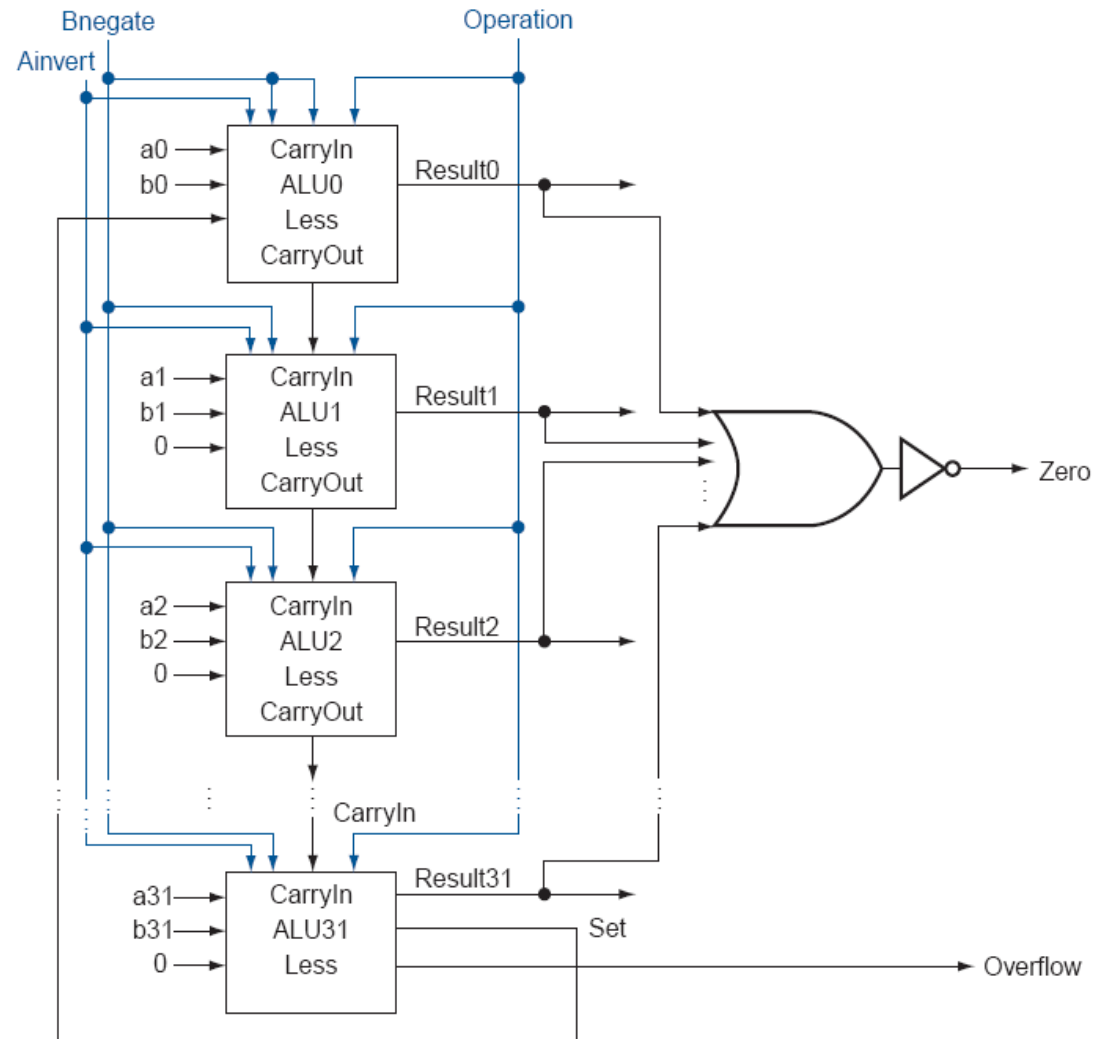 Bnegate
Operation
Ainvert
a0
CarryIn
Result0
b0
ALU0
Less
CarryOut
a1
CarryIn
Result1
b1
ALU1
0
Less
CarryOut
Zero
a2
CarryIn
Result2
b2
ALU2
0
Less
CarryOut
CarryIn
a31
CarryIn
Result31
b31
ALU31
Set
0
Less
Overflow